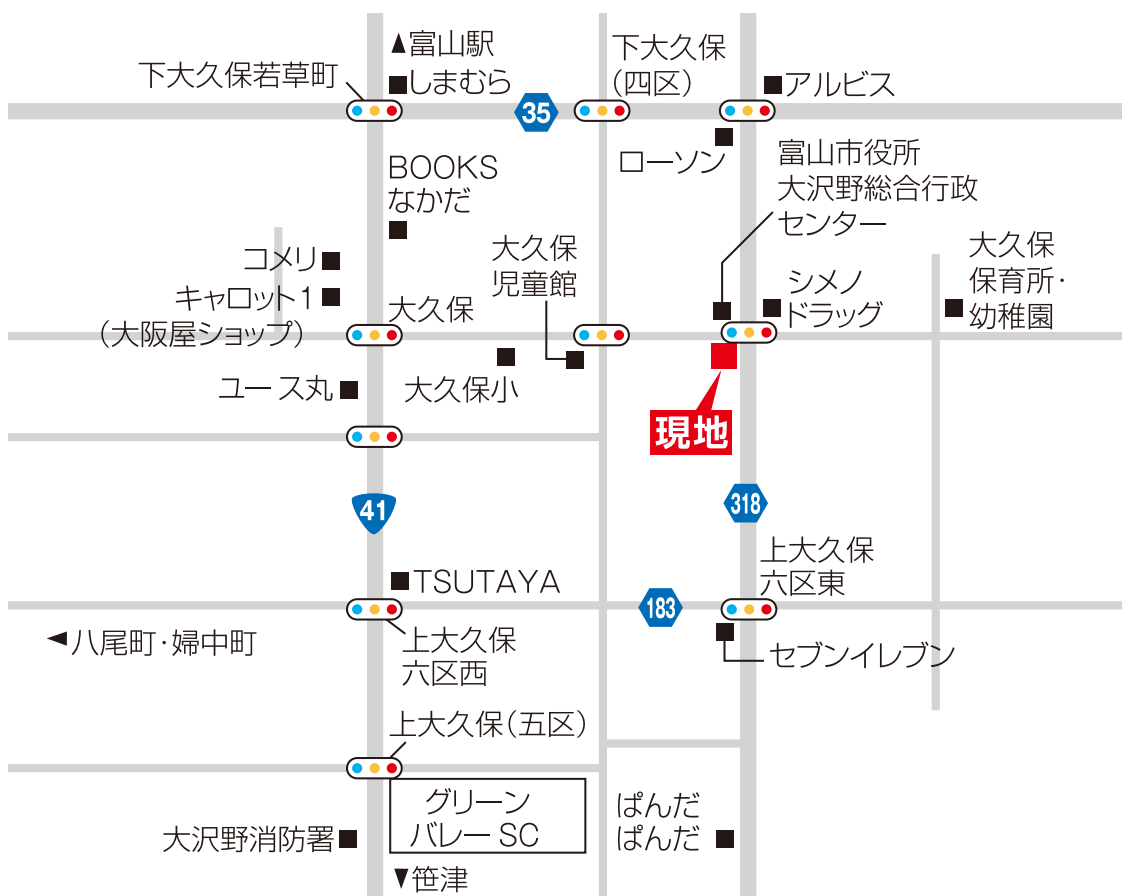 ▲富山駅
下大久保若草町
しまむら
35
下大久保
(四区)
アルビス
ローソン
富山市役所
大沢野総合行政
センター
BOOKS
なかだ
コメリ
キャロット1
(大阪屋ショップ)
大久保
大久保
児童館
シメノ
ドラッグ
大久保
保育所・
幼稚園
ユース丸
大久保小
現地
41
318
TSUTAYA
183
上大久保
六区東
◀八尾町・婦中町
上大久保
六区西
セブンイレブン
上大久保(五区)
グリーン
バレーSC
ぱんだ
ぱんだ
大沢野消防署
▼笹津